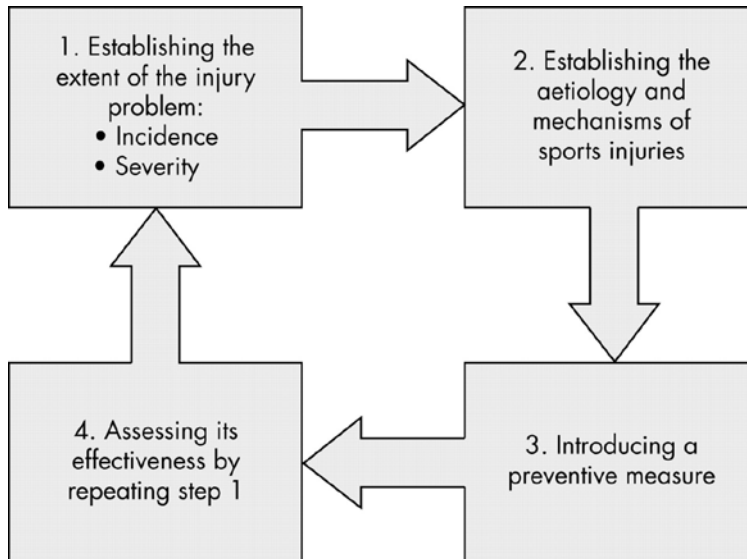 1. Establishing the
extent of the injury
problem:
• Incidence
• Severity
2. Establishing the
aetiology and
mechanisms of
sports injuries
3. Introducing a
preventive measure
4. Assessing its
effectiveness by
repeating step 1